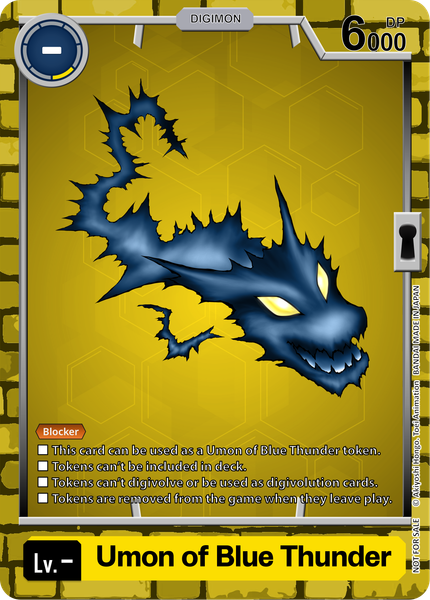 DIGIMON
-
DP
6000
Blocker
This card can be used as a Umon of Blue Thunder token.
Tokens can't be included in deck.
Tokens can't digivolve or be used as digivolution cards.
Tokens are removed from the game when they leave play.
NOT FOR SALE © Akiyoshi Hongo, Toei Animation BANDAI MADE IN JAPAN
Lv.-
Umon of Blue Thunder